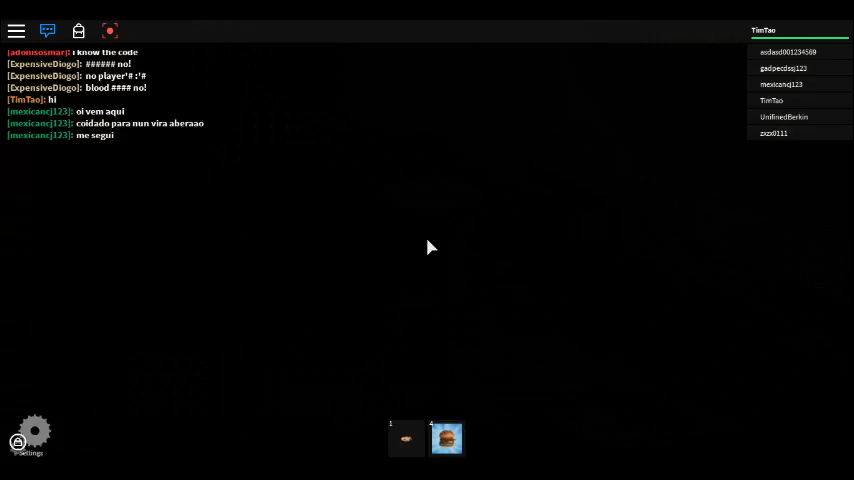 [adonisosmar]: i know the code
[ExpensiveDiogo]: ###### no!
[ExpensiveDiogo]: no player'# :'#
[ExpensiveDiogo]: blood #### no!
[TimTao]: hi
[mexicancj123]: oi vem aqui
[mexicancj123]: coidado para nun vira aberaao
[mexicancj123]: me segui
TimTao
asdasd001234569
gadpecdssj123
mexicancj123
TimTao
UnifinedBerkin
zxzx0111
1
4
Settings